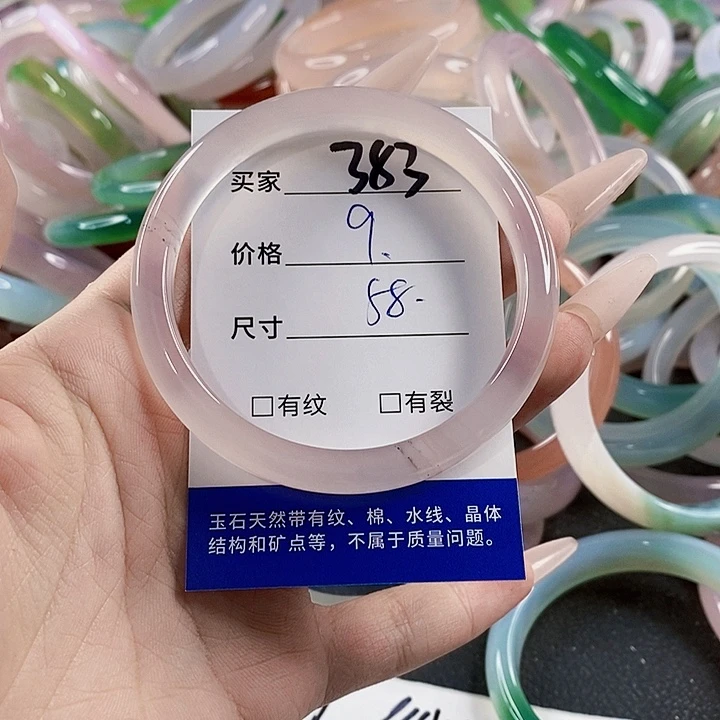 买家 383
价格 9.
尺寸 58.
□有纹 □有裂
玉石天然带有纹、棉、水线、晶体
结构和矿点等，不属于质量问题。